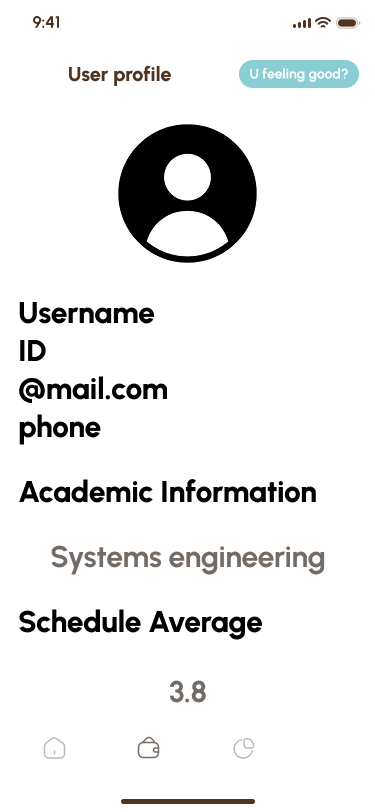 9:41
User profile
U feeling good?
Username
ID
@mail.com
phone
Academic Information
Systems engineering
Schedule Average
3.8